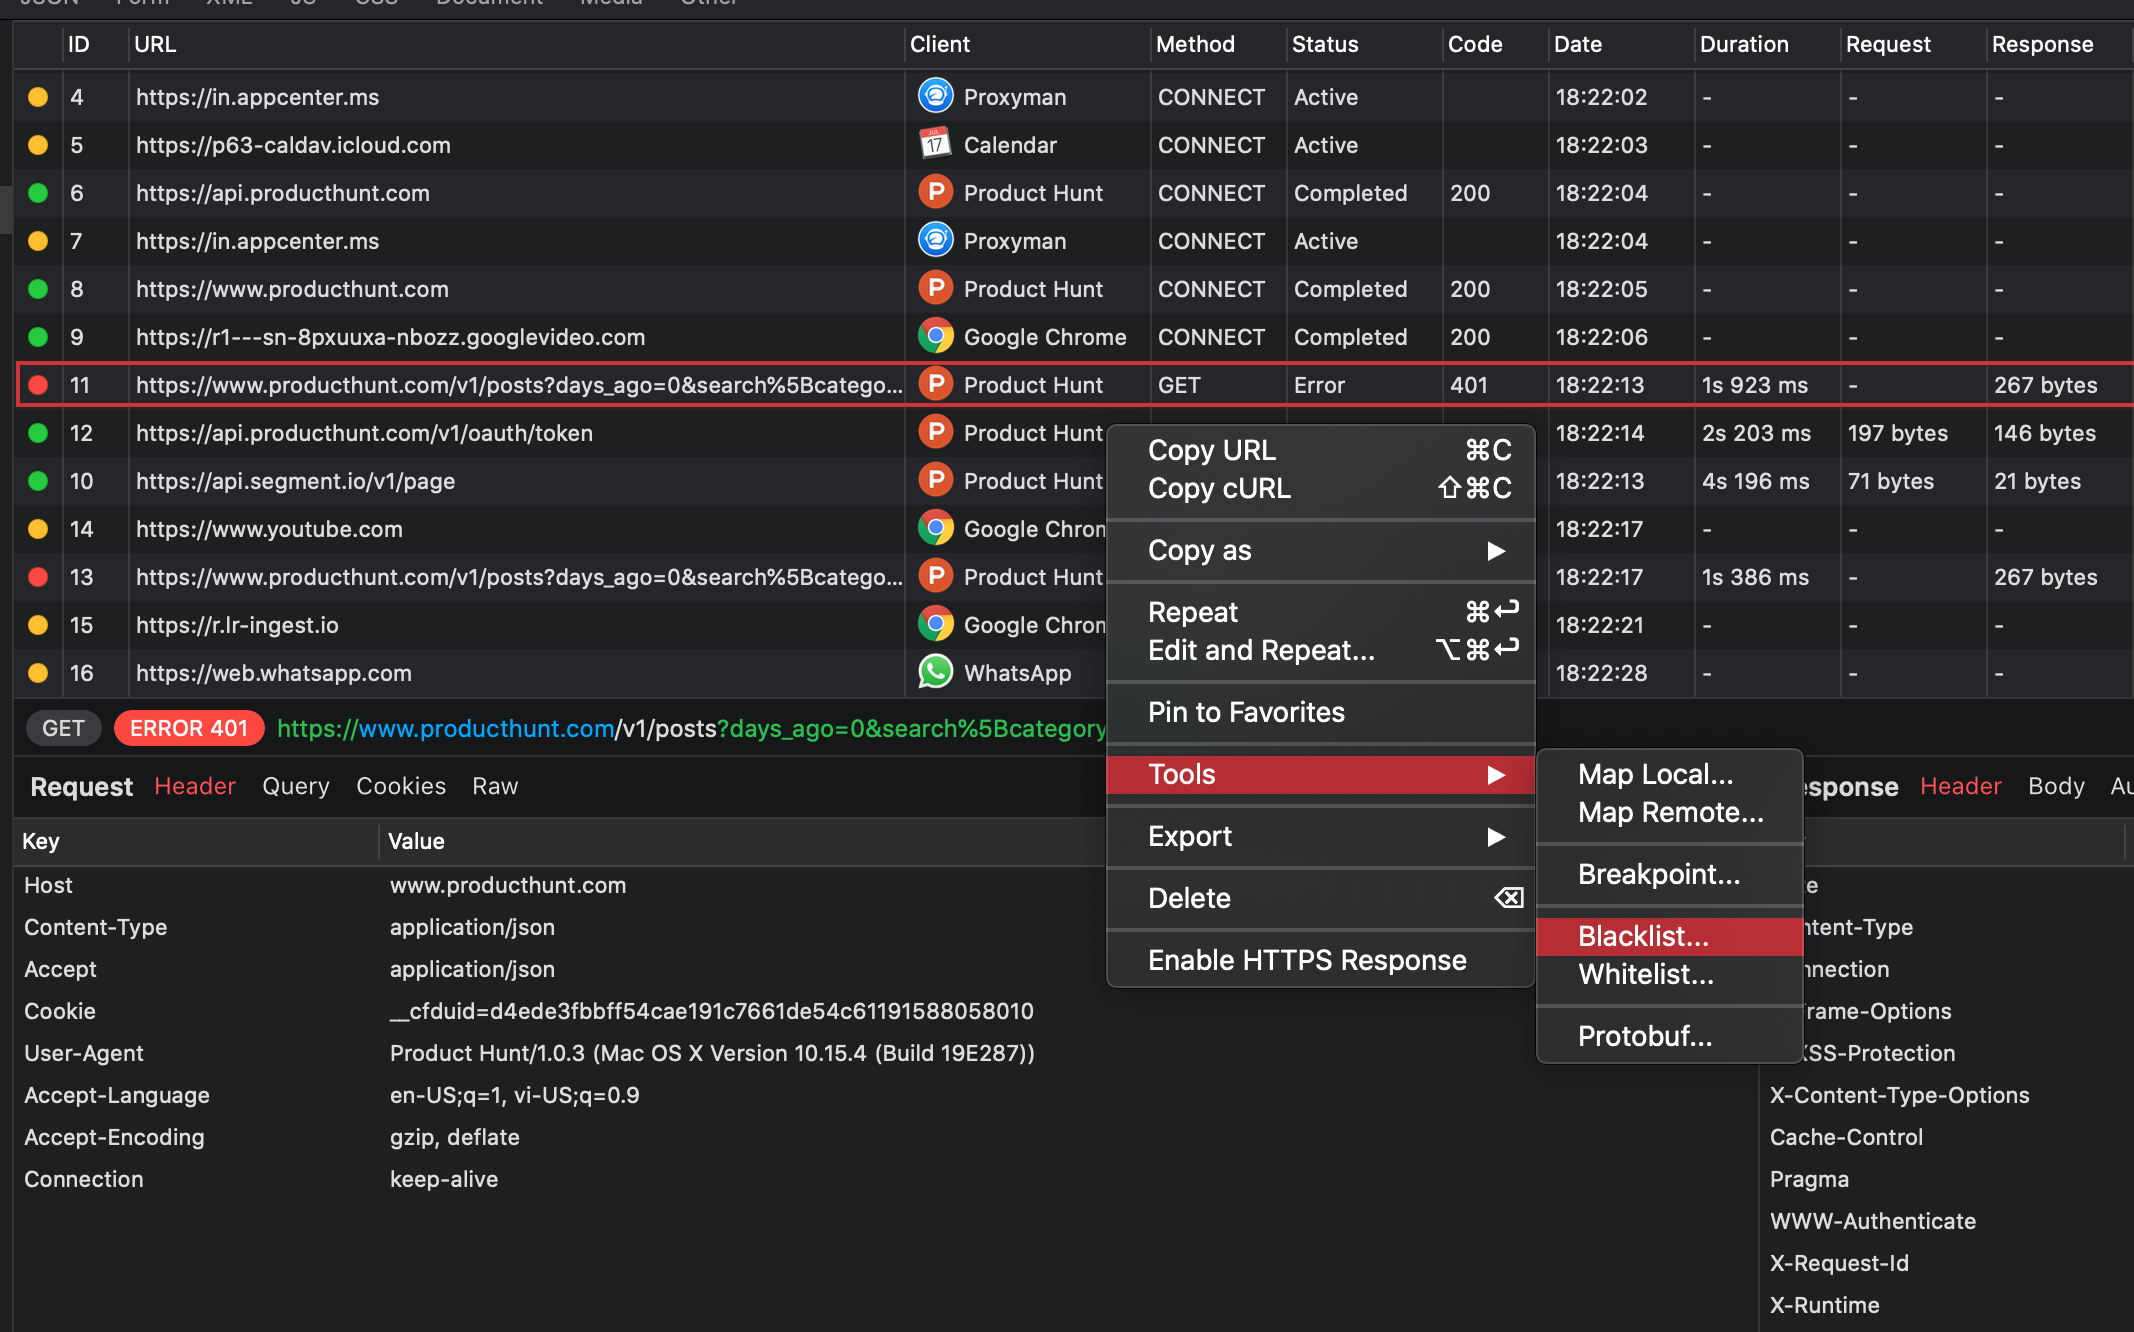 JSON Form XML JS CSS Document Media Other
ID URL Client Method Status Code Date Duration Request Response
4 https://in.appcenter.ms Proxyman CONNECT Active 18:22:02 - - -
5 https://p63-caldav.icloud.com JUL 17 Calendar CONNECT Active 18:22:03 - - -
6 https://api.producthunt.com P Product Hunt CONNECT Completed 200 18:22:04 - - -
7 https://in.appcenter.ms Proxyman CONNECT Active 18:22:04 - - -
8 https://www.producthunt.com P Product Hunt CONNECT Completed 200 18:22:05 - - -
9 https://r1---sn-8pxuuxa-nbozz.googlevideo.com Google Chrome CONNECT Completed 200 18:22:06 - - -
11 https://www.producthunt.com/v1/posts?days_ago=0&search%5Bcatego... P Product Hunt GET Error 401 18:22:13 1s 923 ms - 267 bytes
12 https://api.producthunt.com/v1/oauth/token P Product Hunt 18:22:14 2s 203 ms 197 bytes 146 bytes
10 https://api.segment.io/v1/page P Product Hunt 18:22:13 4s 196 ms 71 bytes 21 bytes
14 https://www.youtube.com Google Chrom 18:22:17 - - -
13 https://www.producthunt.com/v1/posts?days_ago=0&search%5Bcatego... P Product Hunt 18:22:17 1s 386 ms - 267 bytes
15 https://r.lr-ingest.io Google Chrom 18:22:21 - - -
16 https://web.whatsapp.com WhatsApp 18:22:28 - - -
Copy URL ⌘C
Copy cURL ⇧⌘C
Copy as ▶
Repeat ⌘↩
Edit and Repeat... ⌥⌘↩
Pin to Favorites
Tools ▶
Export ▶
Delete ⌫
Enable HTTPS Response
Map Local...
Map Remote...
Breakpoint...
Blacklist...
Whitelist...
Protobuf...
GET ERROR 401 https://www.producthunt.com/v1/posts?days_ago=0&search%5Bcategory
Request Header Query Cookies Raw
Key Value
Host www.producthunt.com
Content-Type application/json
Accept application/json
Cookie __cfduid=d4ede3fbbff54cae191c7661de54c61191588058010
User-Agent Product Hunt/1.0.3 (Mac OS X Version 10.15.4 (Build 19E287))
Accept-Language en-US;q=1, vi-US;q=0.9
Accept-Encoding gzip, deflate
Connection keep-alive
esponse Header Body Au
te
ntent-Type
nnection
Frame-Options
XSS-Protection
X-Content-Type-Options
Cache-Control
Pragma
WWW-Authenticate
X-Request-Id
X-Runtime